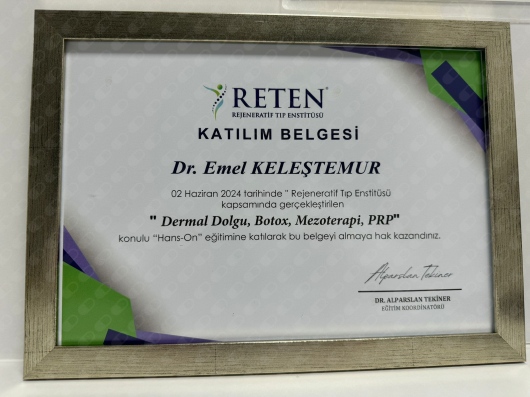 RETEN®
REJENERATİF TIP ENSTİTÜSÜ
KATILIM BELGESİ
Dr. Emel KELEŞTEMUR
02 Haziran 2024 tarihinde " Rejeneratif Tıp Enstitüsü
kapsamında gerçekleştirilen
" Dermal Dolgu, Botox, Mezoterapi, PRP"
konulu "Hans-On" eğitimine katılarak bu belgeyi almaya hak kazandınız.
Alparslan Tekiner
DR. ALPARSLAN TEKİNER
EĞİTİM KOORDİNATÖRÜ